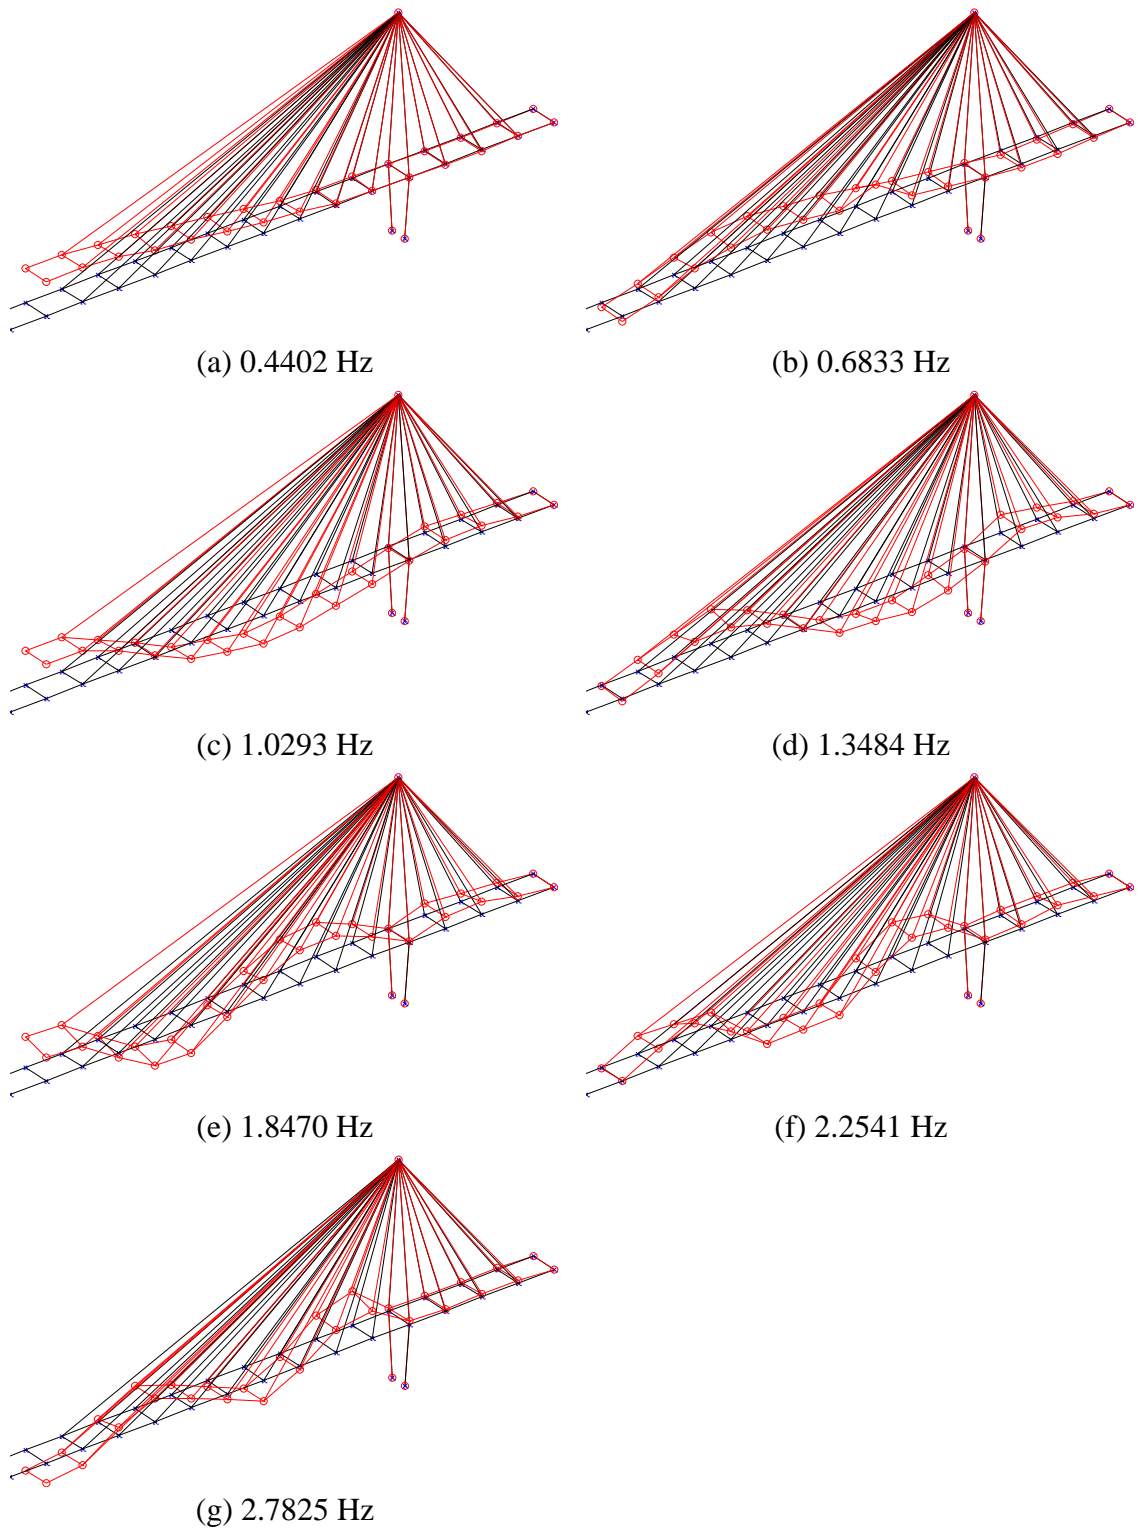 (a) 0.4402 Hz
(b) 0.6833 Hz
(c) 1.0293 Hz
(d) 1.3484 Hz
(e) 1.8470 Hz
(f) 2.2541 Hz
(g) 2.7825 Hz